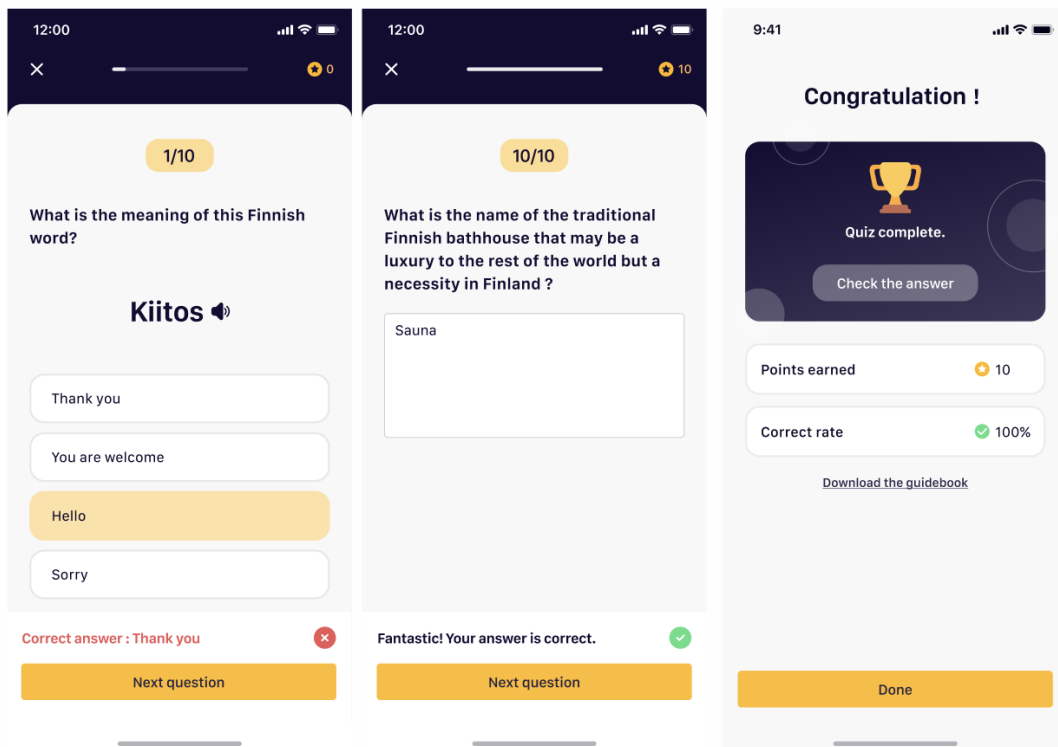 12:00
0
1/10
What is the meaning of this Finnish
word?
Kiitos
Thank you
You are welcome
Hello
Sorry
Correct answer : Thank you
Next question
12:00
10
10/10
What is the name of the traditional
Finnish bathhouse that may be a
luxury to the rest of the world but a
necessity in Finland ?
Sauna
Fantastic! Your answer is correct.
Next question
9:41
Congratulation !
Quiz complete.
Check the answer
Points earned 10
Correct rate 100%
Download the guidebook
Done